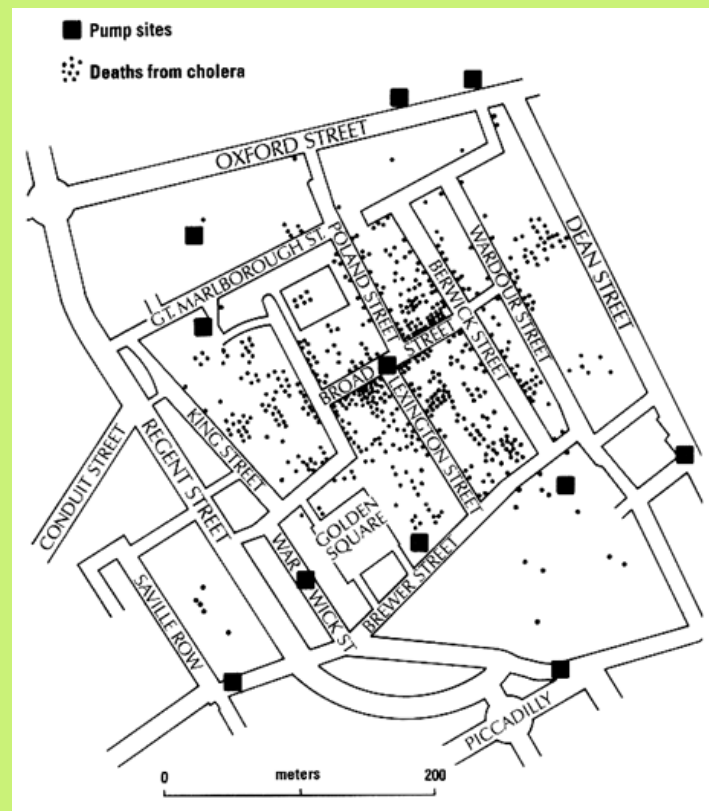 Pump sites
Deaths from cholera
OXFORD STREET
GT. MARLBOROUGH ST.
POLAND STREET
BERWICK STREET
WARDOUR STREET
DEAN STREET
BROAD STREET
LEXINGTON STREET
KING STREET
REGENT STREET
CONDUIT STREET
GOLDEN
SQUARE
WARWICK ST.
BREWER STREET
SAVILLE ROW
PICCADILLY
0 meters 200